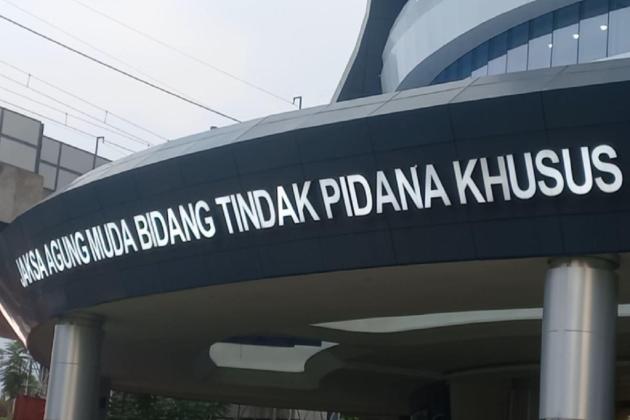 JAKSA AGUNG MUDA BIDANG TINDAK PIDANA KHUSUS